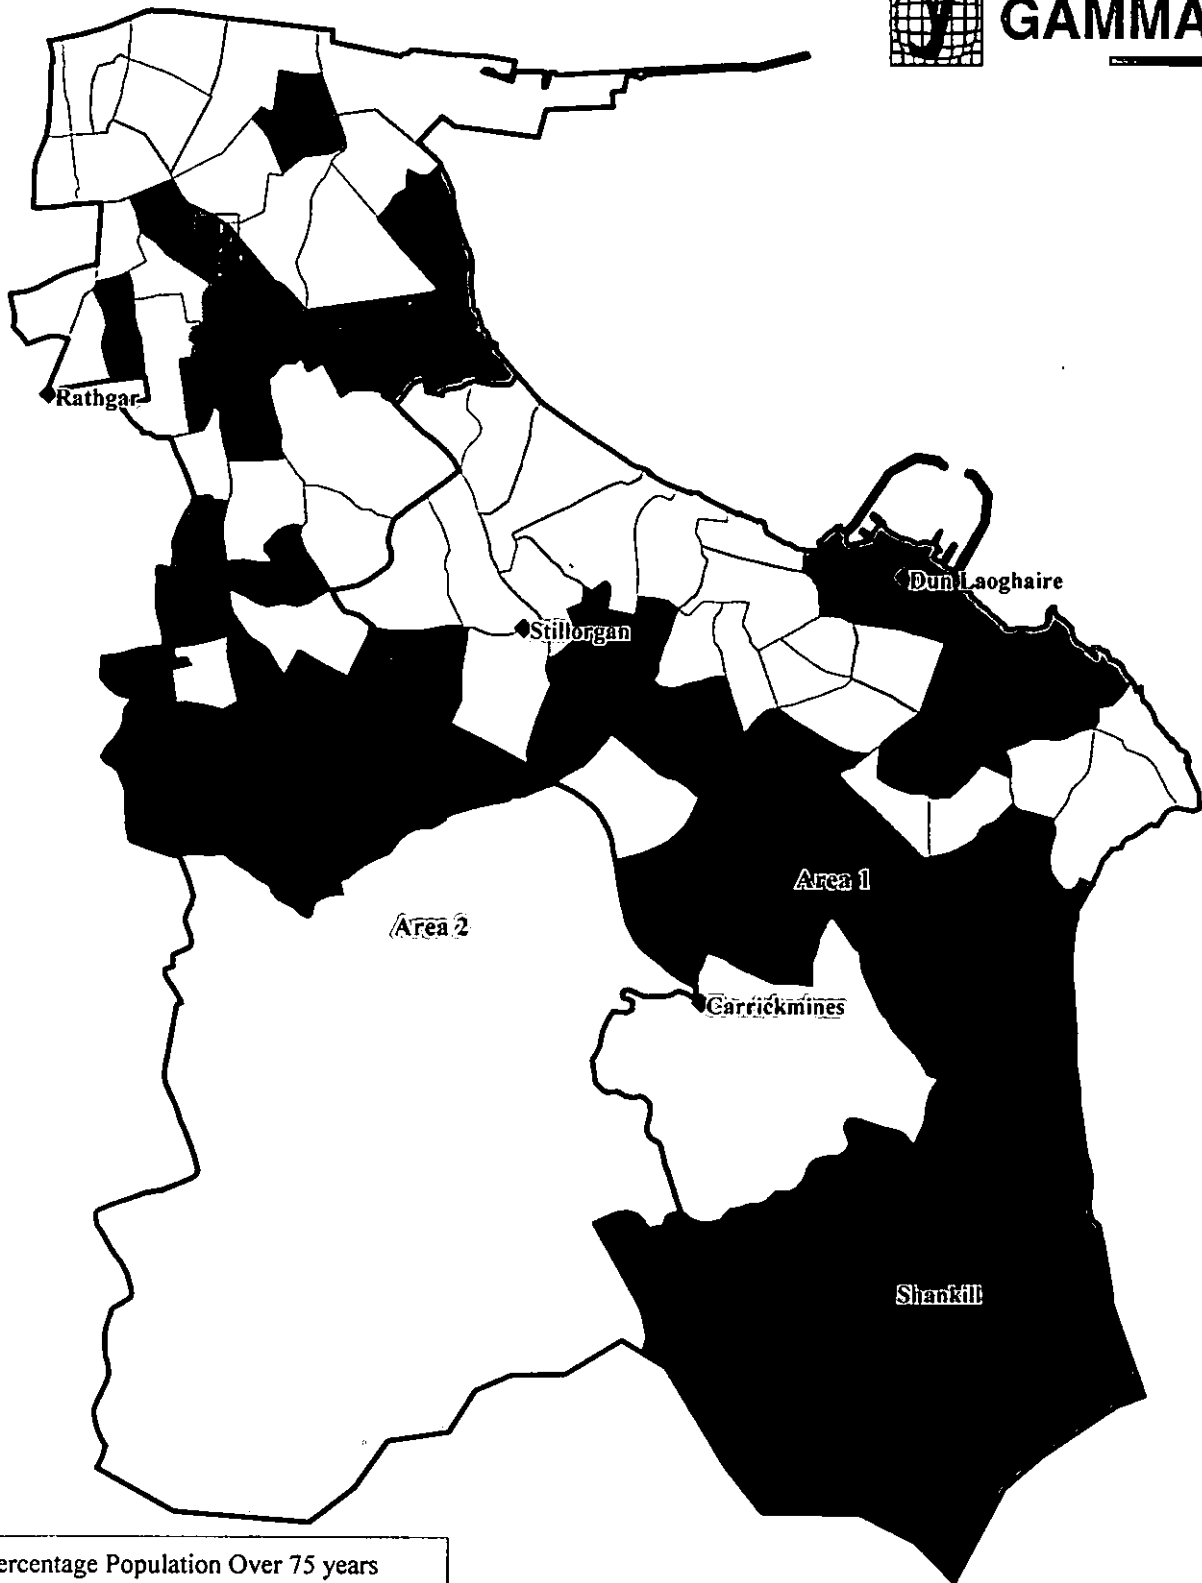 y GAMMA
Rathgar
Dun Laoghaire
Stillorgan
Area 1
Area 2
Carrickmines
Shankill
ercentage Population Over 75 years